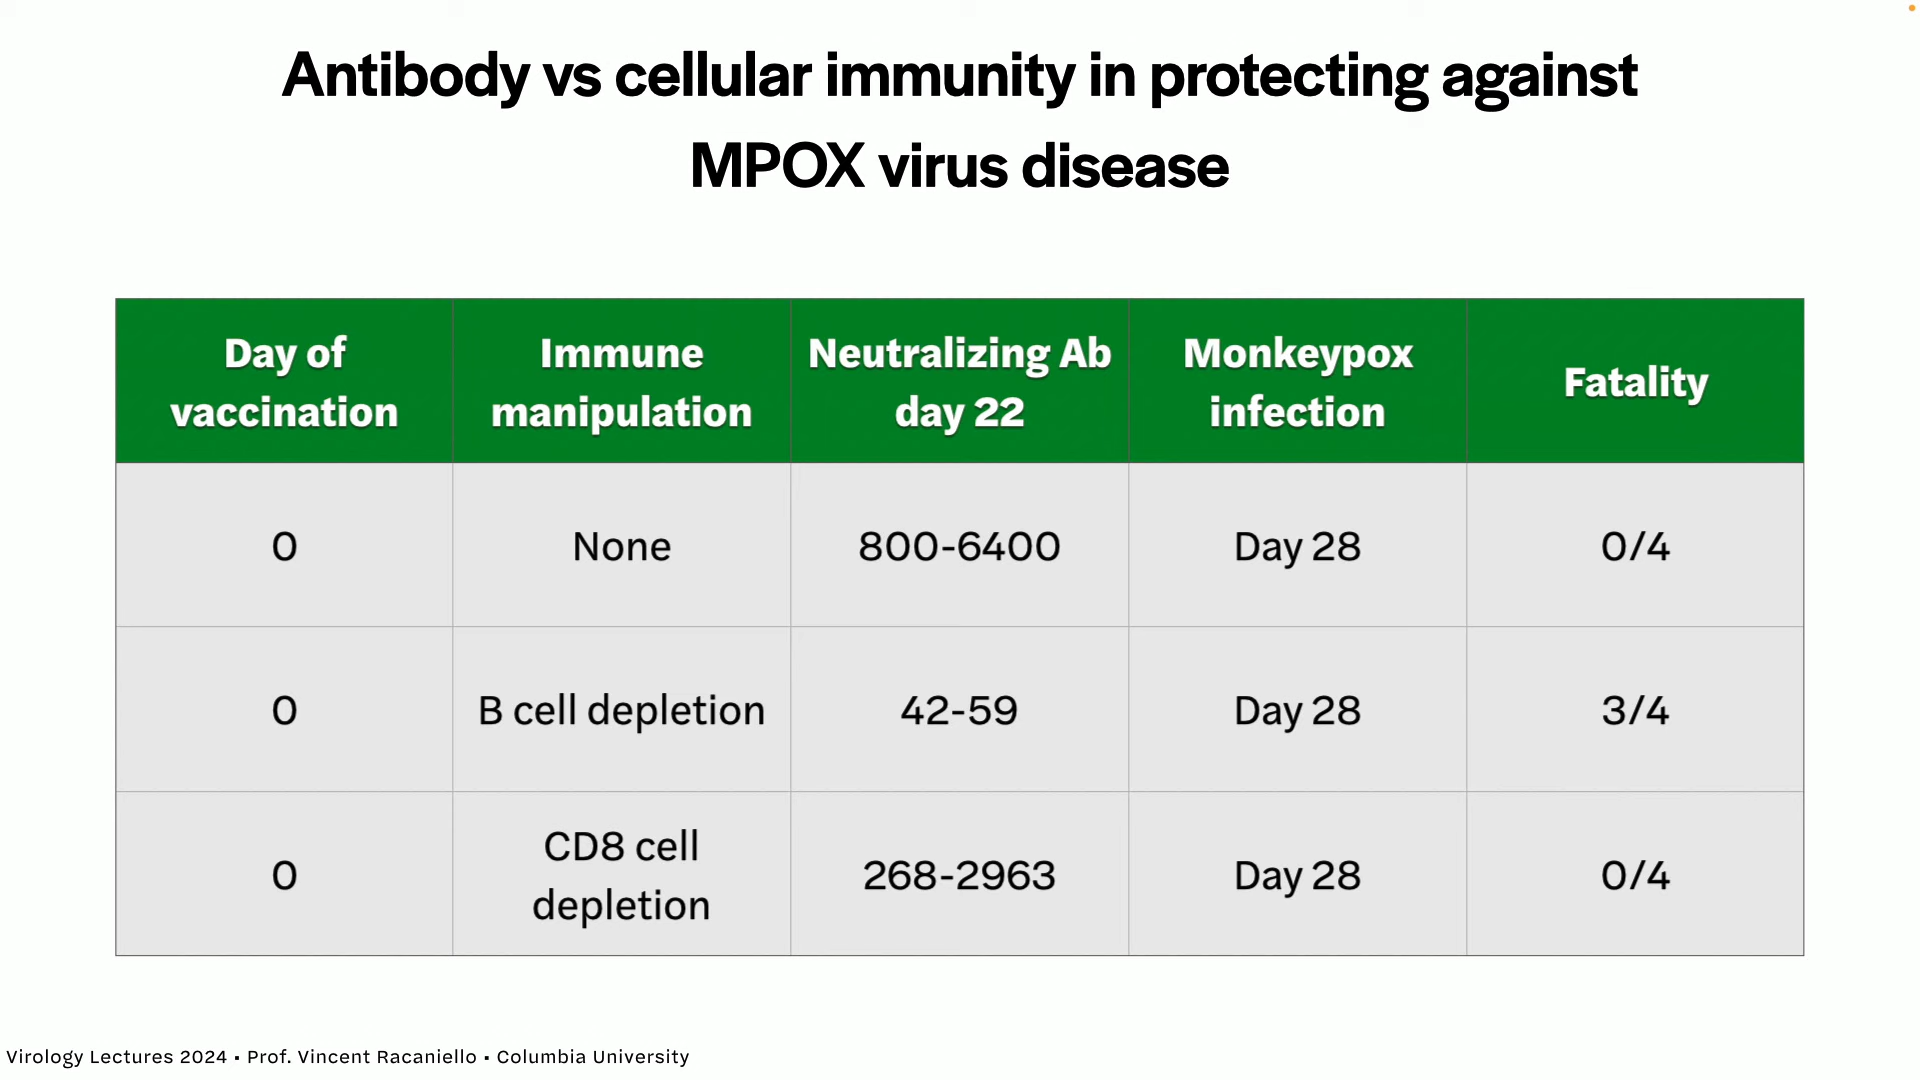 Antibody vs cellular immunity in protecting against
MPOX virus disease
Day of
vaccination
Immune
manipulation
Neutralizing Ab
day 22
Monkeypox
infection
Fatality
0
None
800-6400
Day 28
0/4
0
B cell depletion
42-59
Day 28
3/4
0
CD8 cell
depletion
268-2963
Day 28
0/4
Virology Lectures 2024 • Prof. Vincent Racaniello • Columbia University